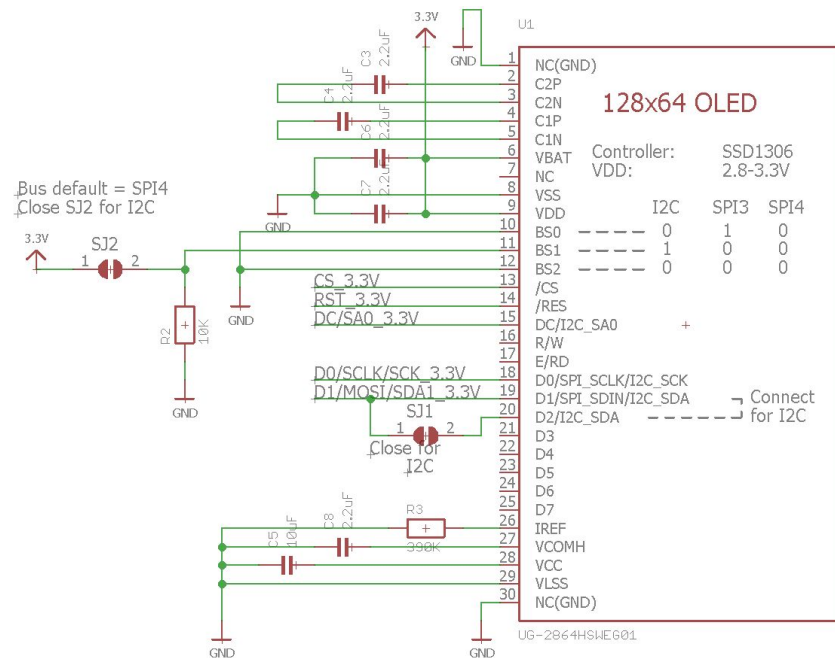 3.3V
U1
GND
1 NC(GND)
C3
2.2uF
2 C2P
128x64 OLED
C4
2.2uF
3 C2N
4 C1P
C6
2.2uF
5 C1N
6 VBAT
Controller: SSD1306
7 NC
VDD: 2.8-3.3V
C7
2.2uF
8 VSS
Bus default = SPI4
Close SJ2 for I2C
GND
9 VDD
I2C SPI3 SPI4
10 BS0 0 1 0
3.3V
SJ2
1 2
11 BS1 1 0 0
12 BS2 0 0 0
CS_3.3V
13 /CS
RST_3.3V
14 /RES
GND
DC/SA0_3.3V
15 DC/I2C_SA0
R2
10K
16 R/W
17 E/RD
D0/SCLK/SCK_3.3V
18 D0/SPI_SCLK/I2C_SCK
GND
D1/MOSI/SDA1_3.3V
19 D1/SPI_SDIN/I2C_SDA
Connect
for I2C
SJ1
1 2
20 D2/I2C_SDA
Close for
I2C
21 D3
22 D4
23 D5
24 D6
25 D7
R3
390K
26 IREF
C8
2.2uF
27 VCOMH
C5
10uF
28 VCC
29 VLSS
30 NC(GND)
GND
GND
UG-2864HSWEG01